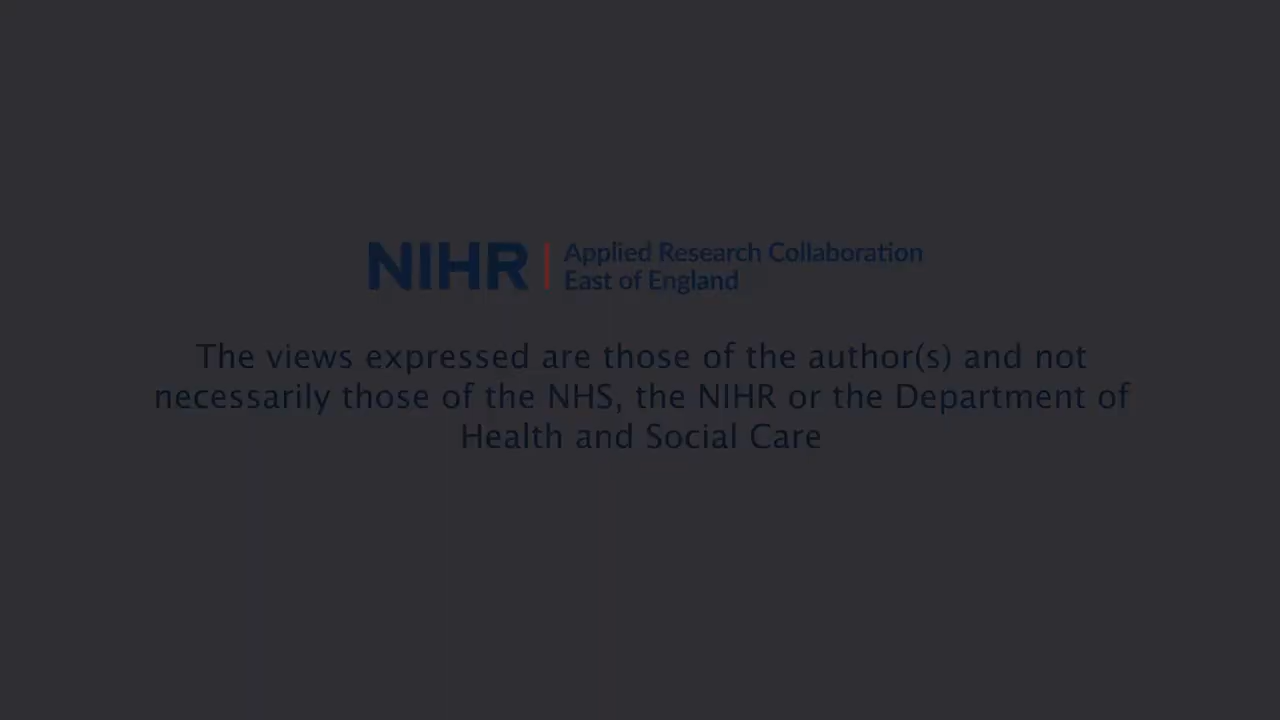 NIHR | Applied Research Collaboration
East of England
The views expressed are those of the author(s) and not
necessarily those of the NHS, the NIHR or the Department of
Health and Social Care